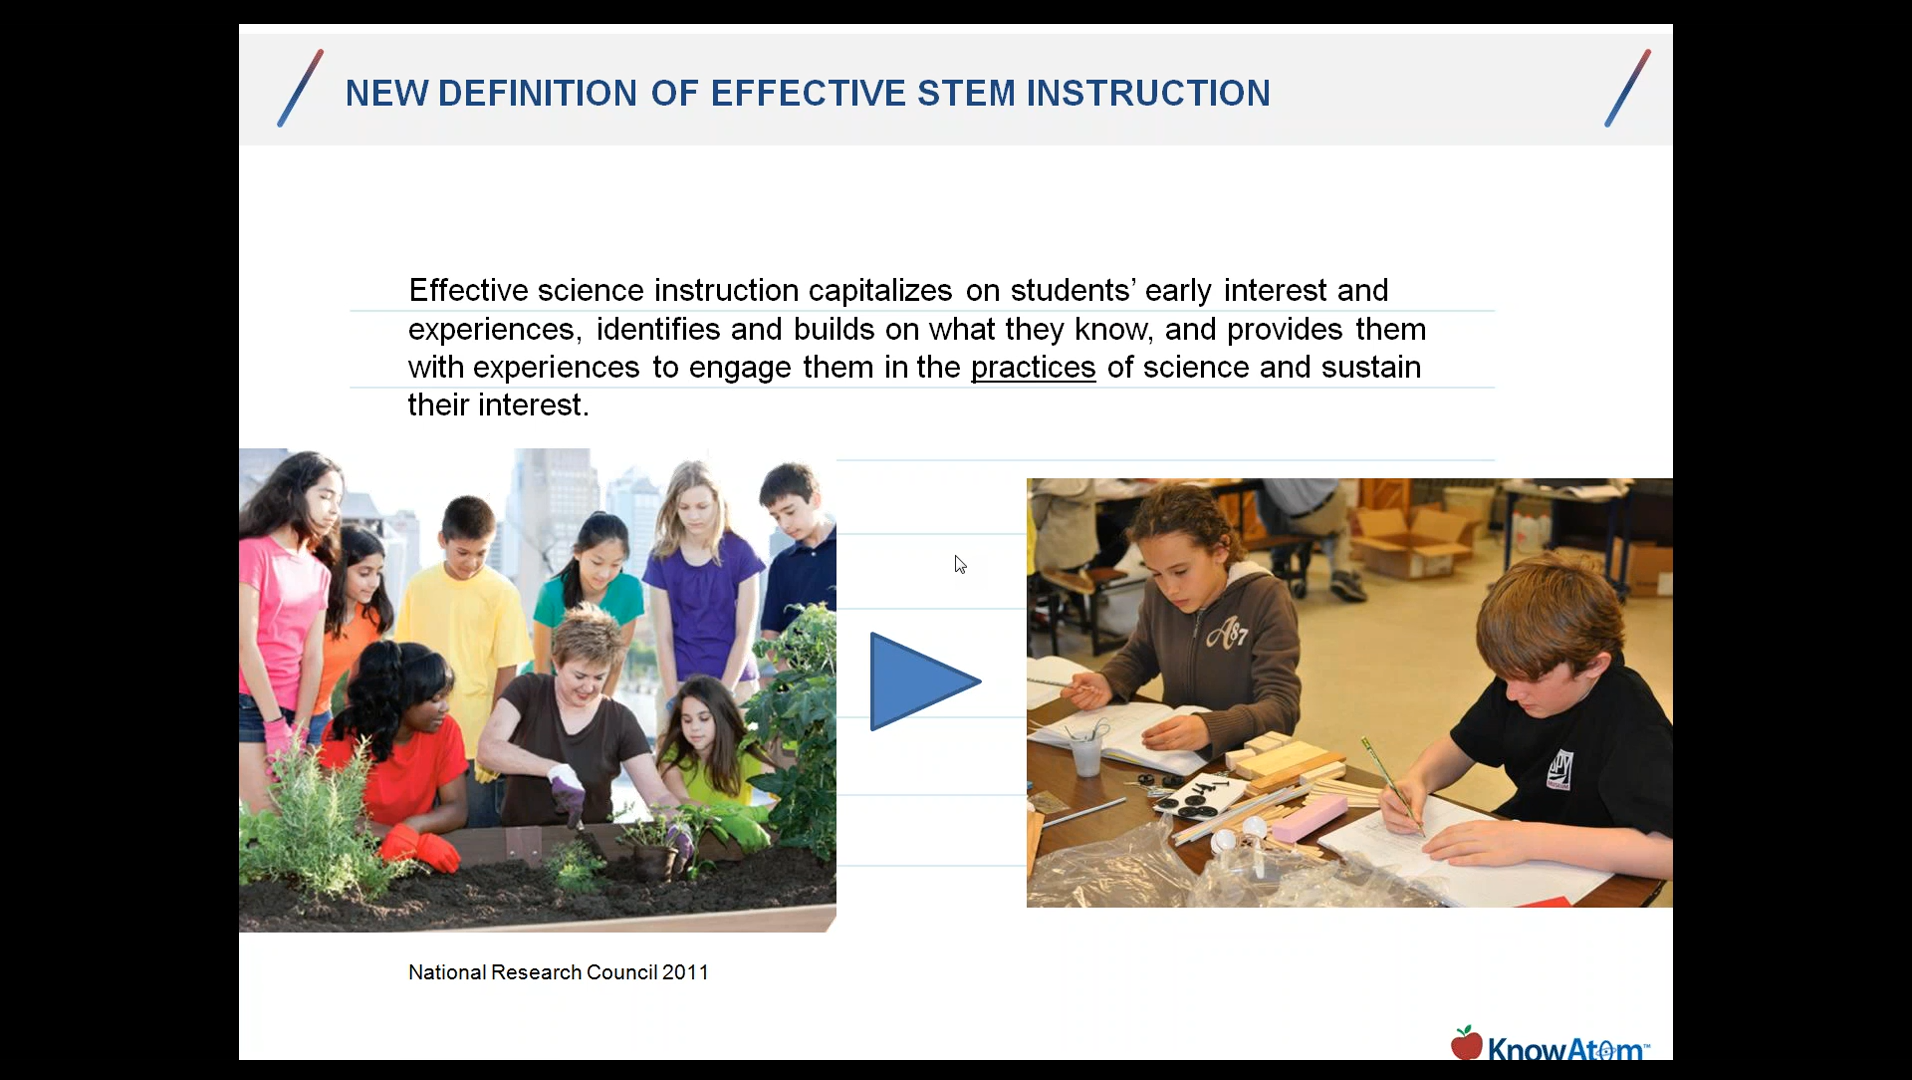 NEW DEFINITION OF EFFECTIVE STEM INSTRUCTION
Effective science instruction capitalizes on students’ early interest and
experiences, identifies and builds on what they know, and provides them
with experiences to engage them in the practices of science and sustain
their interest.
A87
National Research Council 2011
KnowAtom™